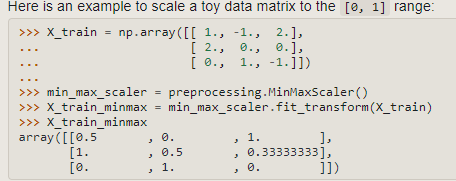 Here is an example to scale a toy data matrix to the [0, 1] range:
>>> X_train = np.array([[ 1., -1.,  2.],
...                     [ 2.,  0.,  0.],
...                     [ 0.,  1., -1.]])
...
>>> min_max_scaler = preprocessing.MinMaxScaler()
>>> X_train_minmax = min_max_scaler.fit_transform(X_train)
>>> X_train_minmax
array([[0.5       , 0.        , 1.        ],
       [1.        , 0.5       , 0.33333333],
       [0.        , 1.        , 0.        ]])